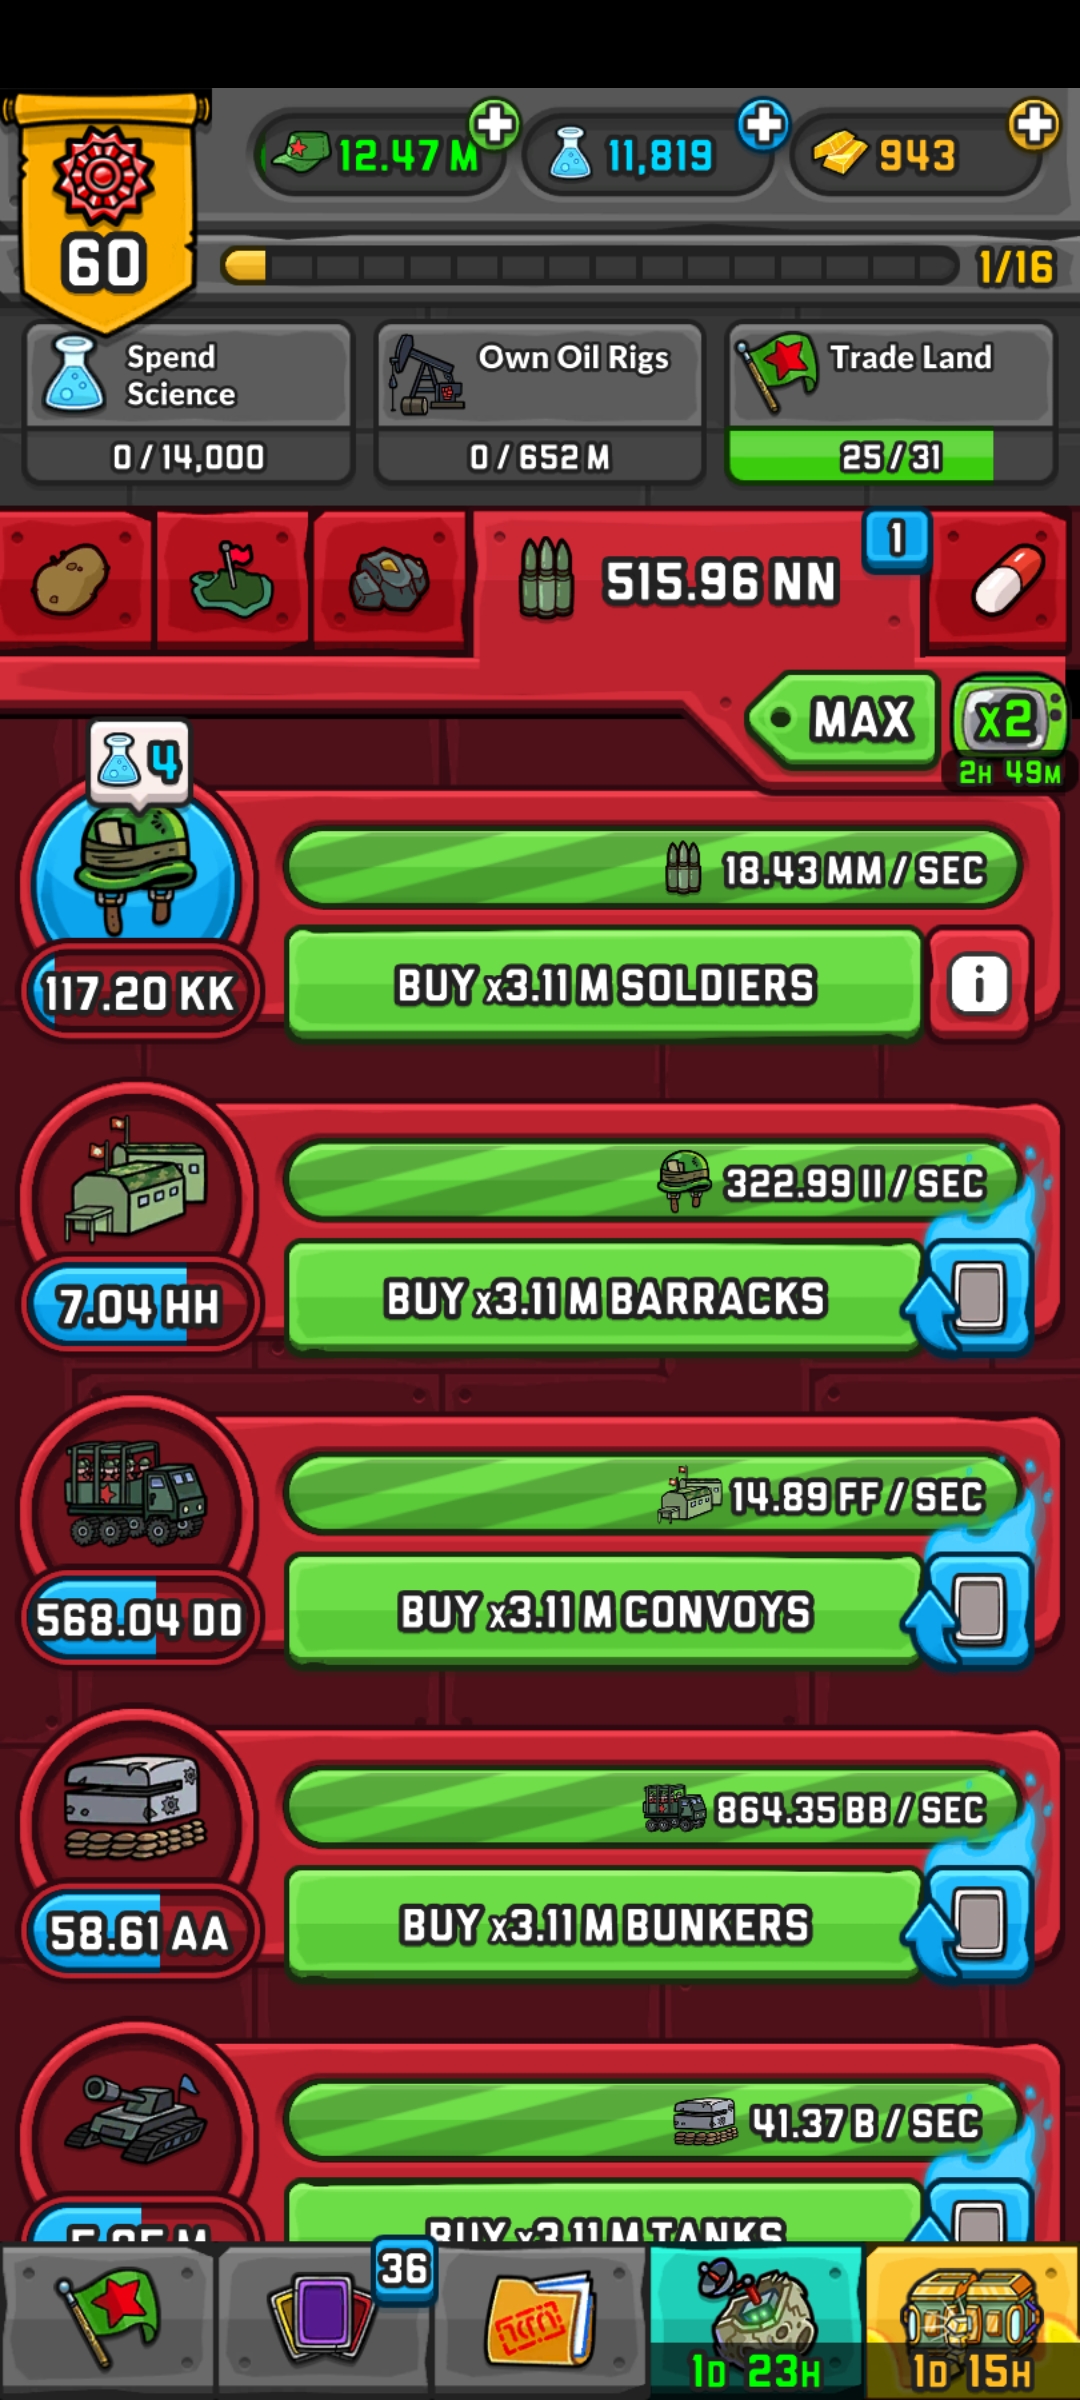 12.47 M
11,819
943
60
1/16
Spend
Science
0/14,000
Own Oil Rigs
0/652 M
Trade Land
25/31
515.96 NN
1
MAX
x2
2H 49M
4
18.43 MM / SEC
117.20 KK
BUY x3.11 M SOLDIERS
i
322.99 II / SEC
7.04 HH
BUY x3.11 M BARRACKS
14.89 FF / SEC
568.04 DD
BUY x3.11 M CONVOYS
864.35 BB / SEC
58.61 AA
BUY x3.11 M BUNKERS
41.37 B / SEC
BUY x3.11 M TANKS
36
1D 23H
1D 15H